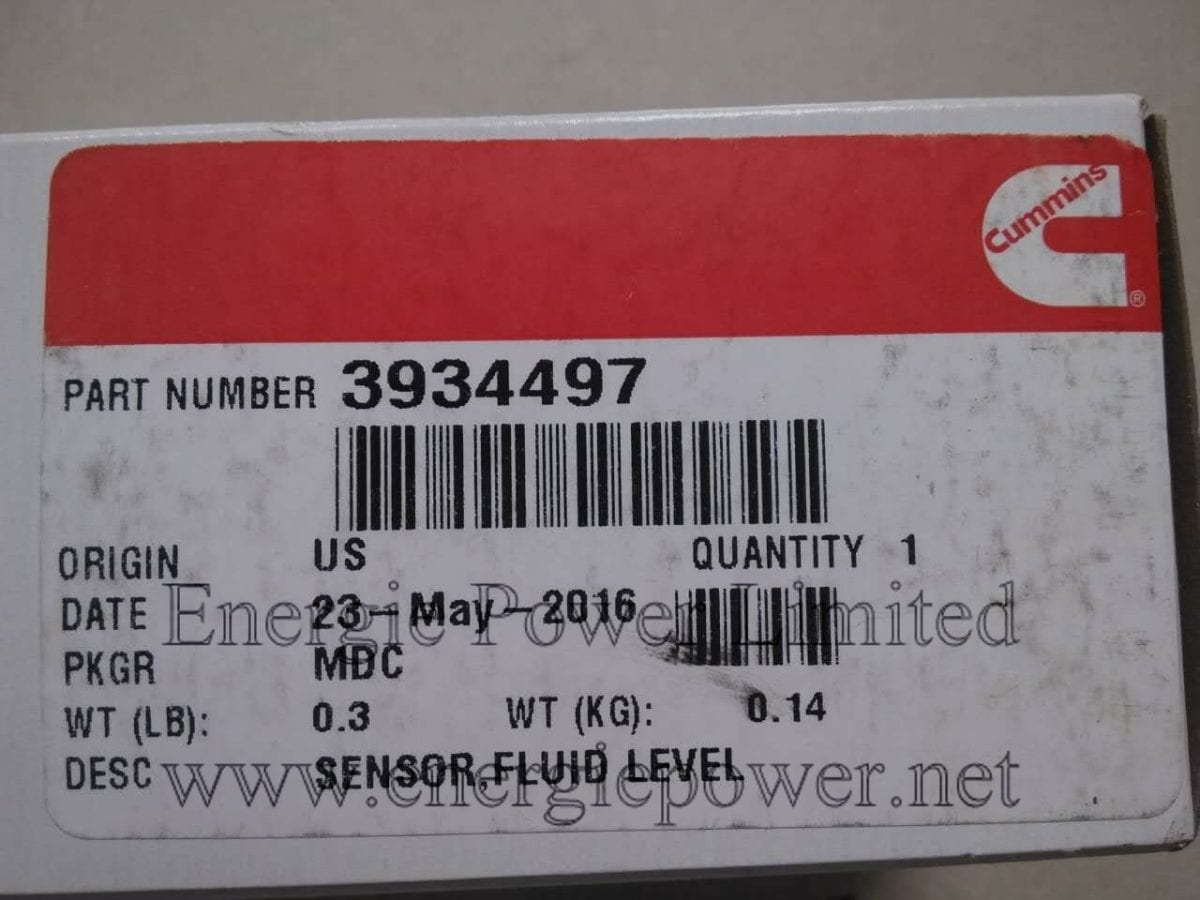 Cummins
®
PART NUMBER 3934497
ORIGIN US QUANTITY 1
DATE 23-May-2016
Energie Power Limited
PKGR MDC
WT (LB): 0.3 WT (KG): 0.14
DESC SENSOR,FLUID LEVEL
www.energiepower.net